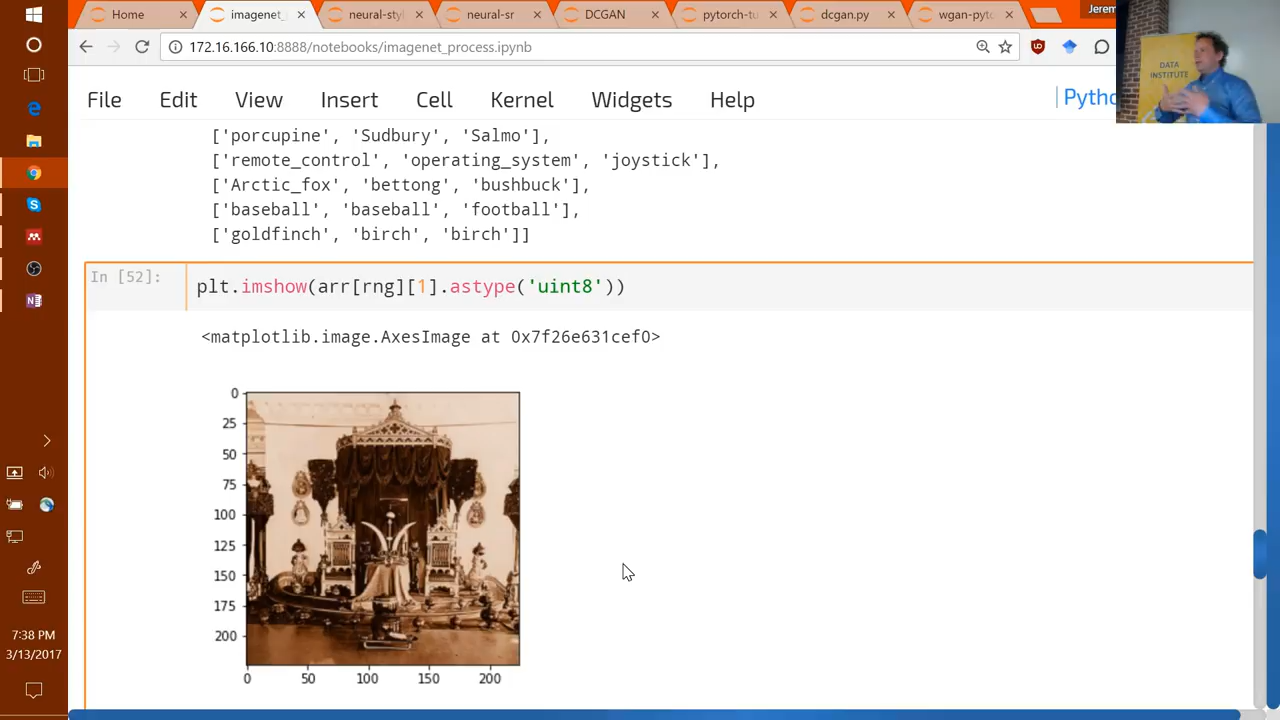 Home × imagenet_ × neural-styl × neural-sr × DCGAN × pytorch-tu × dcgan.py × wgan-pyto × Jerem
172.16.166.10:8888/notebooks/imagenet_process.ipynb
DATA
INSTITUTE
File Edit View Insert Cell Kernel Widgets Help Pytho
['porcupine', 'Sudbury', 'Salmo'],
['remote_control', 'operating_system', 'joystick'],
['Arctic_fox', 'bettong', 'bushbuck'],
['baseball', 'baseball', 'football'],
['goldfinch', 'birch', 'birch']]
In [52]: plt.imshow(arr[rng][1].astype('uint8'))
<matplotlib.image.AxesImage at 0x7f26e631cef0>
0
25
50
75
100
125
150
175
200
0 50 100 150 200
7:38 PM
3/13/2017